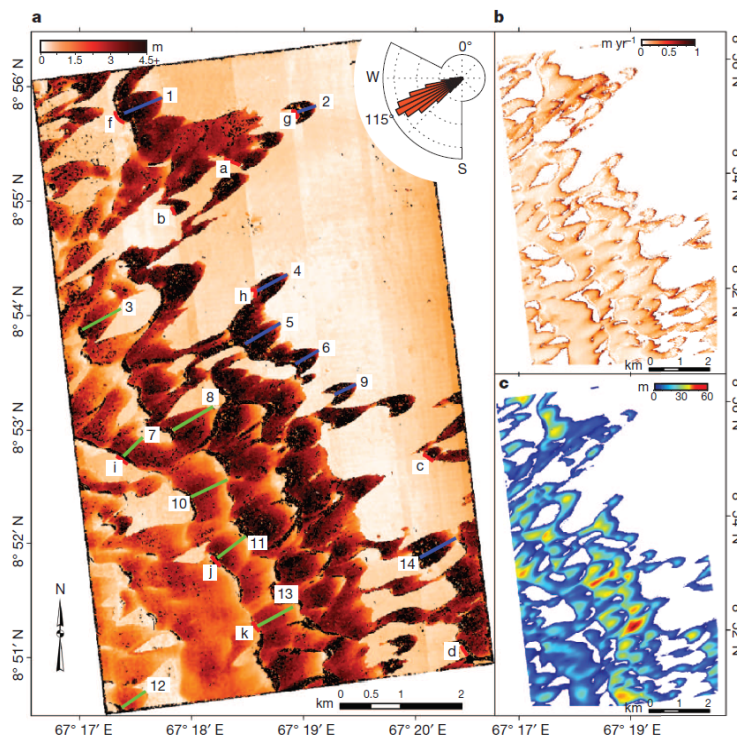 a
b
c
0 1.5 3 4.5+
m
0°
W
115°
S
m yr⁻¹
0 0.5 1
m
0 30 60
1
2
3
4
5
6
7
8
9
10
11
12
13
14
f
g
a
b
h
c
i
j
k
d
N
8° 56′ N
8° 55′ N
8° 54′ N
8° 53′ N
8° 52′ N
8° 51′ N
km
0 0.5 1 2
km
0 1 2
km
0 1 2
67° 17′ E
67° 18′ E
67° 19′ E
67° 20′ E
67° 17′ E
67° 19′ E